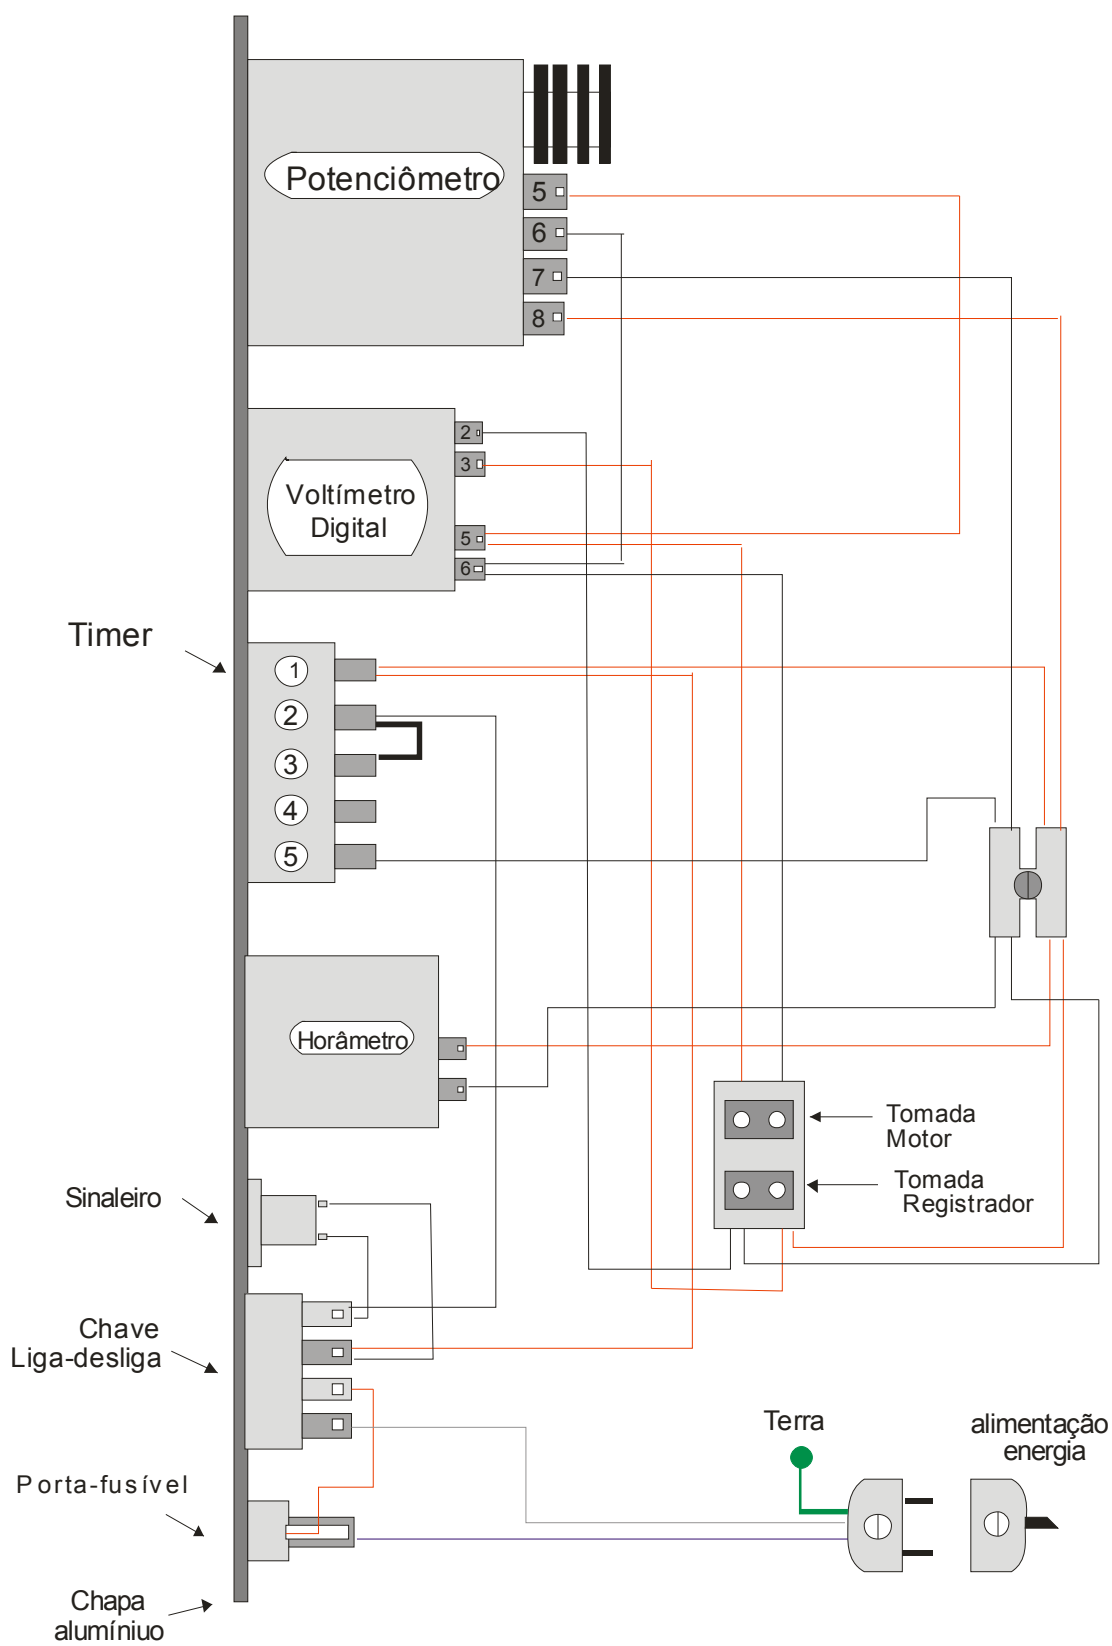 Potenciômetro
5
6
7
8
2
3
Voltímetro
Digital
5
6
Timer
1
2
3
4
5
Horâmetro
Tomada
Motor
Tomada
Registrador
Sinaleiro
Chave
Liga-desliga
Terra
alimentação
energia
Porta-fusível
Chapa
alumíniuo